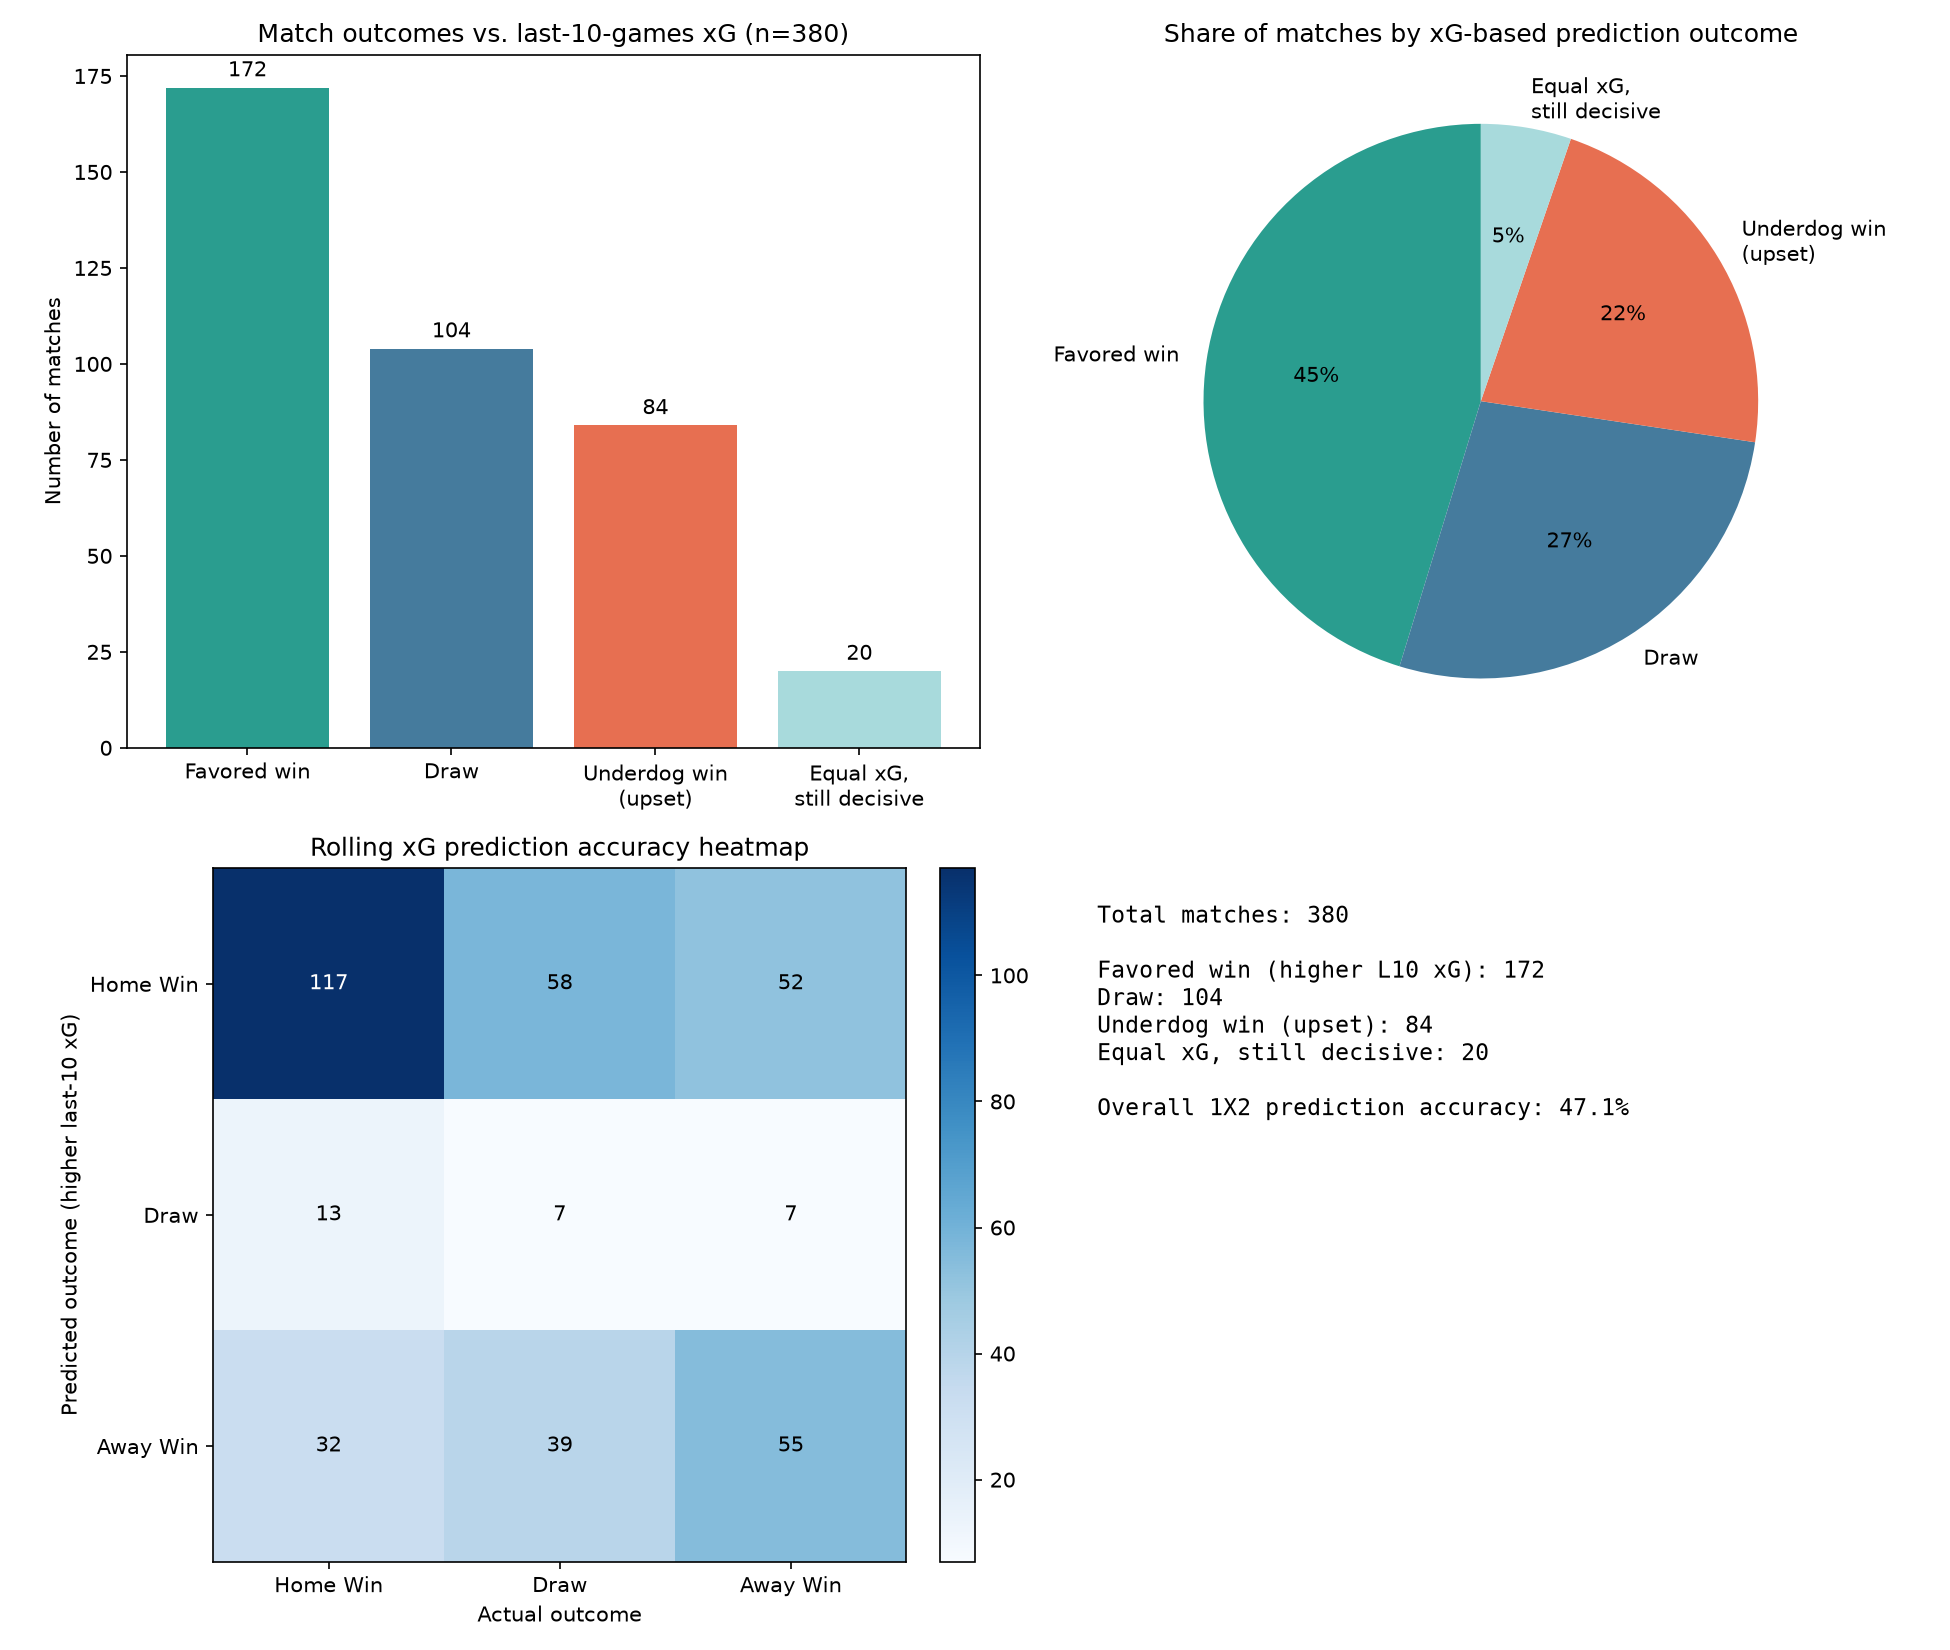 Match outcomes vs. last-10-games xG (n=380)
Number of matches
175
150
125
100
75
50
25
0
172
104
84
20
Favored win
Draw
Underdog win
(upset)
Equal xG,
still decisive
Share of matches by xG-based prediction outcome
Equal xG,
still decisive
Underdog win
(upset)
Favored win
Draw
5%
22%
45%
27%
Rolling xG prediction accuracy heatmap
Predicted outcome (higher last-10 xG)
Home Win
117
58
52
Draw
13
7
7
Away Win
32
39
55
Home Win
Draw
Away Win
Actual outcome
100
80
60
40
20
Total matches: 380
Favored win (higher L10 xG): 172
Draw: 104
Underdog win (upset): 84
Equal xG, still decisive: 20
Overall 1X2 prediction accuracy: 47.1%